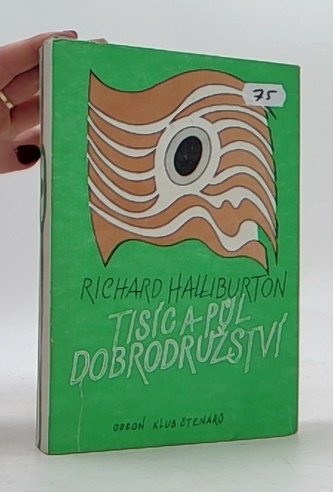 75
RICHARD HALLIBURTON
TISÍC A PŮL
DOBRODRUŽSTVÍ
ODEON KLUB ČTENÁŘŮ